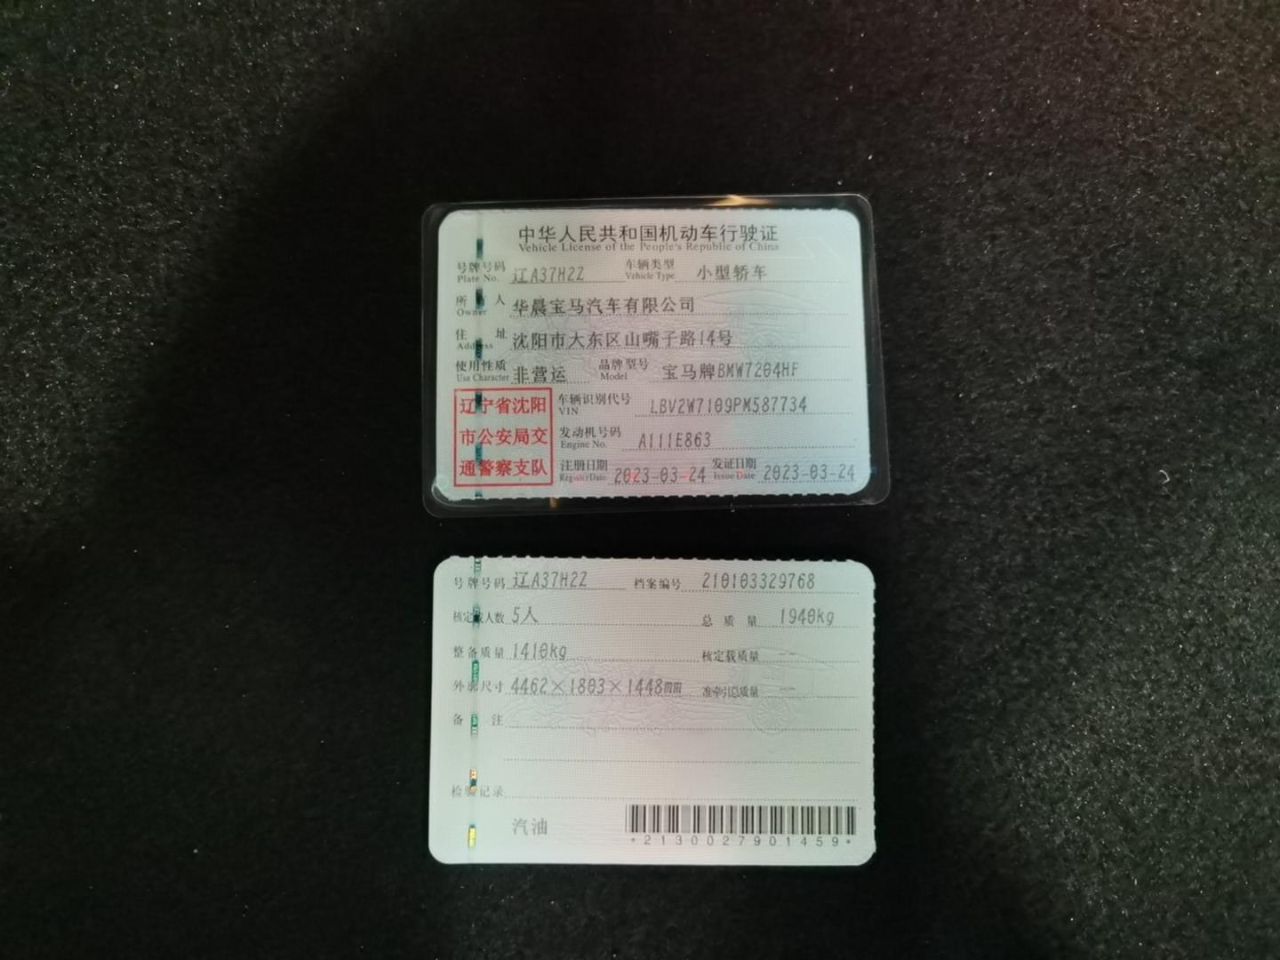 中华人民共和国机动车行驶证
Vehicle License of the People's Republic of China
号牌号码 Plate No. 辽A37H2Z 车辆类型 Vehicle Type 小型轿车
所 人 Owner 华晨宝马汽车有限公司
住 址 Address 沈阳市大东区山嘴子路14号
使用性质 Use Character 非营运 品牌型号 Model 宝马牌BMW7204HF
辽宁省沈阳
市公安局交
通警察支队
车辆识别代号 VIN LBV2W7109PM587734
发动机号码 Engine No. A111E863
注册日期 Register Date 2023-03-24 发证日期 Issue Date 2023-03-24
号牌号码 辽A37H2Z 档案编号 210103329768
核定载人数 5人 总质量 1940kg
整备质量 1410kg 核定载质量 --
外廓尺寸 4462×1803×1448mm 准牵引总质量 --
备 注
检验记录
汽油
*2130027901459*